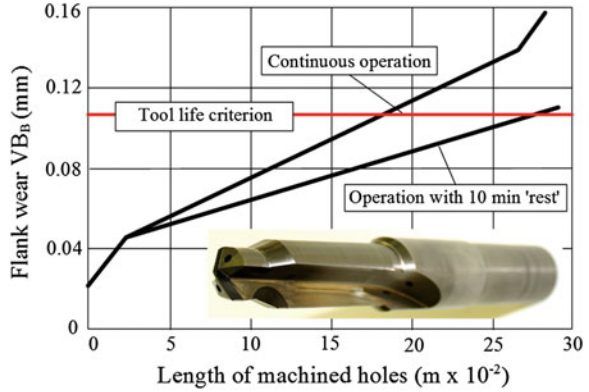 0.16
0.12
0.08
0.04
0
Flank wear VB_B (mm)
Continuous operation
Tool life criterion
Operation with 10 min 'rest'
0 5 10 15 20 25 30
Length of machined holes (m x 10⁻²)